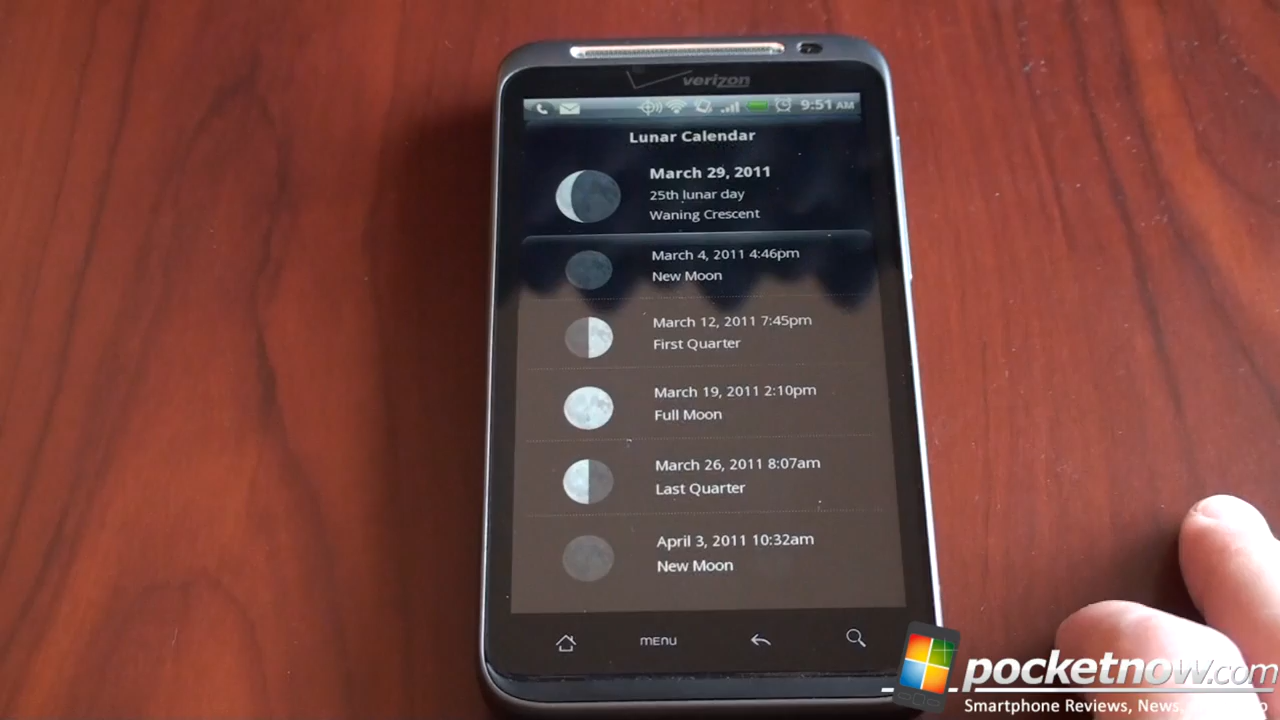 verizon
9:51 AM
Lunar Calendar
March 29, 2011
25th lunar day
Waning Crescent
March 4, 2011 4:46pm
New Moon
March 12, 2011 7:45pm
First Quarter
March 19, 2011 2:10pm
Full Moon
March 26, 2011 8:07am
Last Quarter
April 3, 2011 10:32am
New Moon
MENU
pocketnow.com
Smartphone Reviews, News,